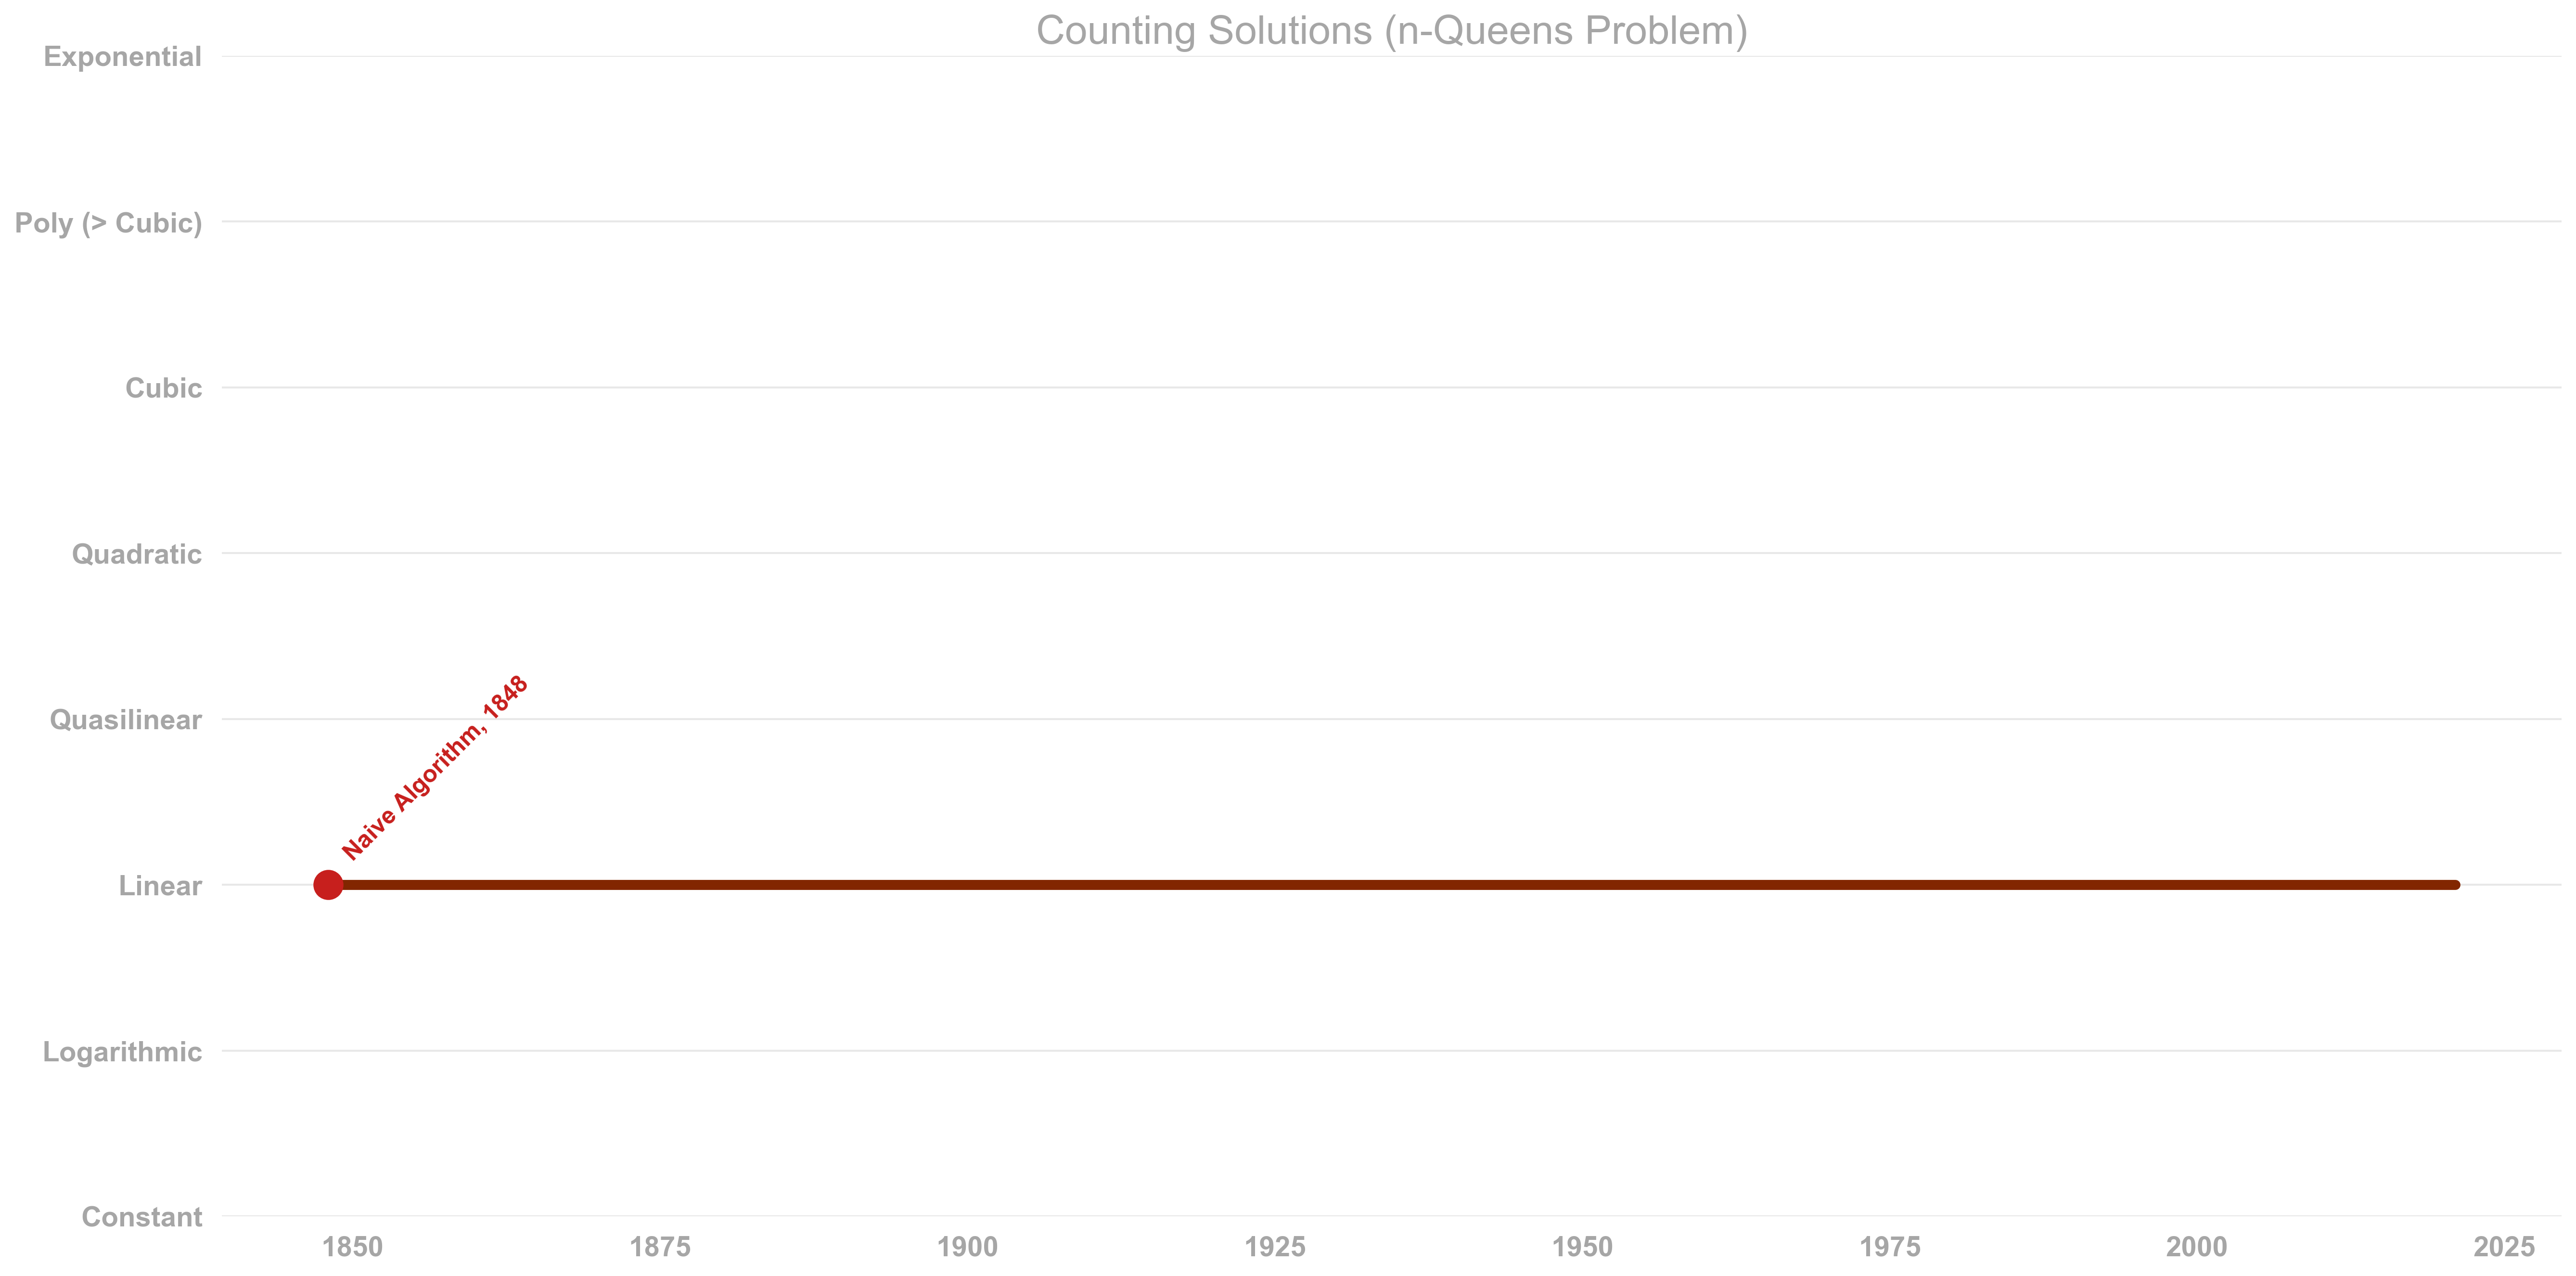 Counting Solutions (n-Queens Problem)
Exponential
Poly (> Cubic)
Cubic
Quadratic
Quasilinear
Linear
Logarithmic
Constant
Naive Algorithm, 1848
1850 1875 1900 1925 1950 1975 2000 2025